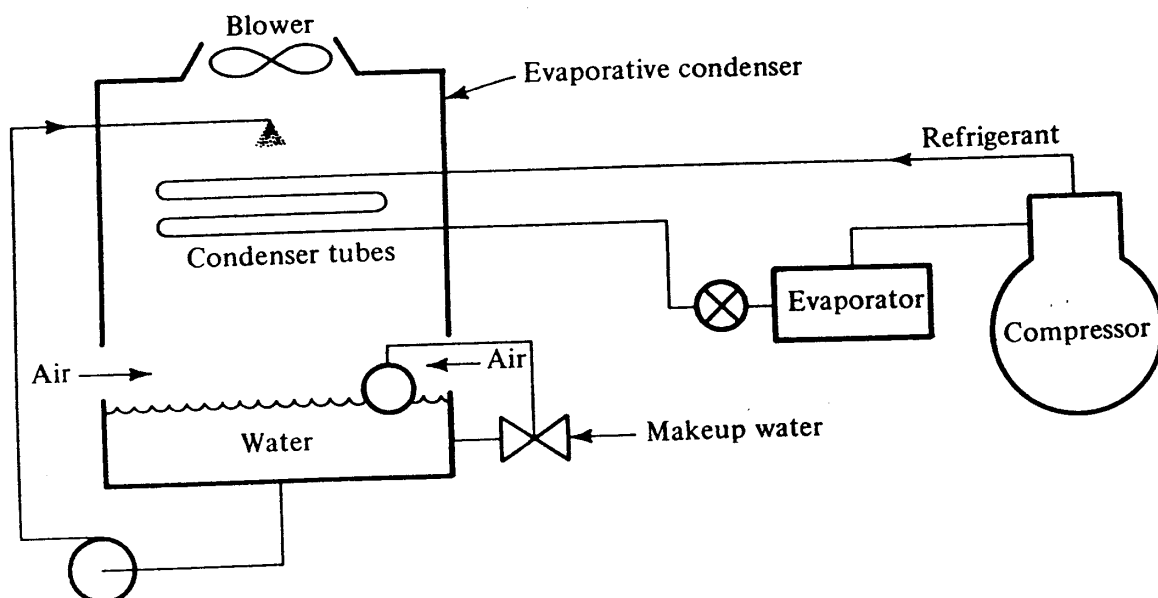 Blower
Evaporative condenser
Refrigerant
Condenser tubes
Evaporator
Compressor
Air
Air
Water
Makeup water